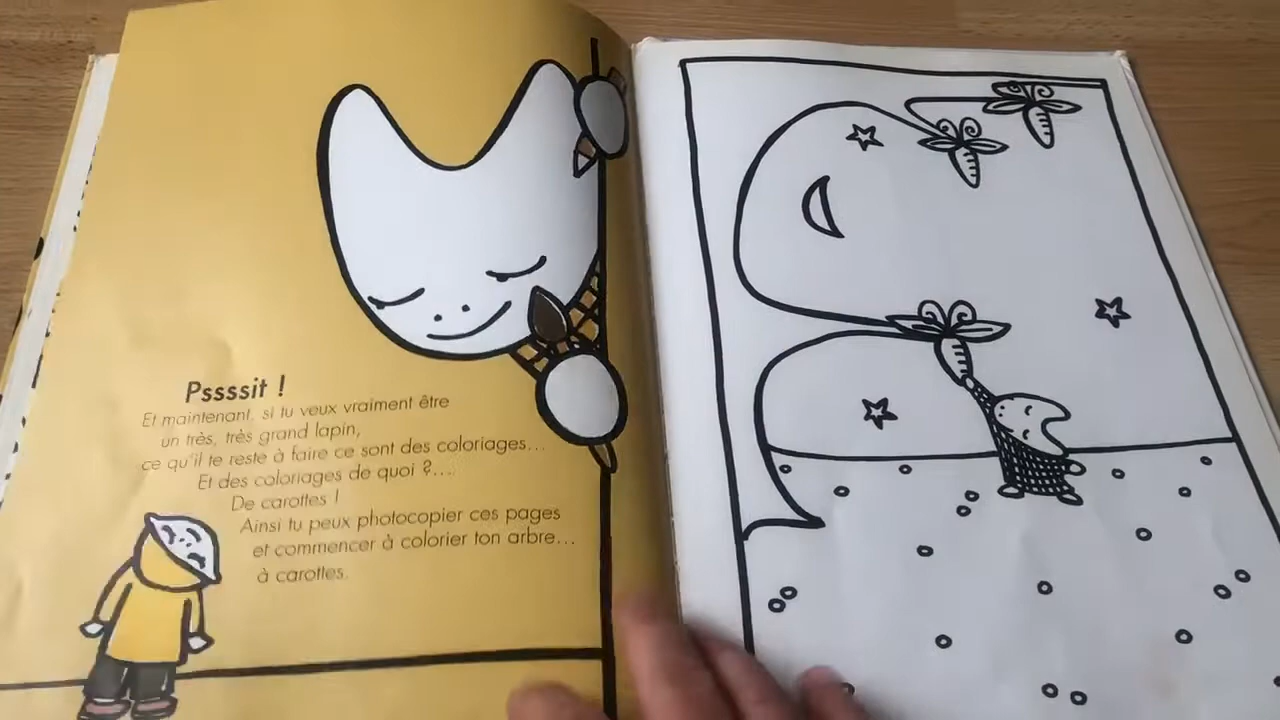 Psssssit !
Et maintenant, si tu veux vraiment être
un très, très grand lapin,
ce qu'il te reste à faire ce sont des coloriages...
Et des coloriages de quoi ?...
De carottes !
Ainsi tu peux photocopier ces pages
et commencer à colorier ton arbre...
à carottes.